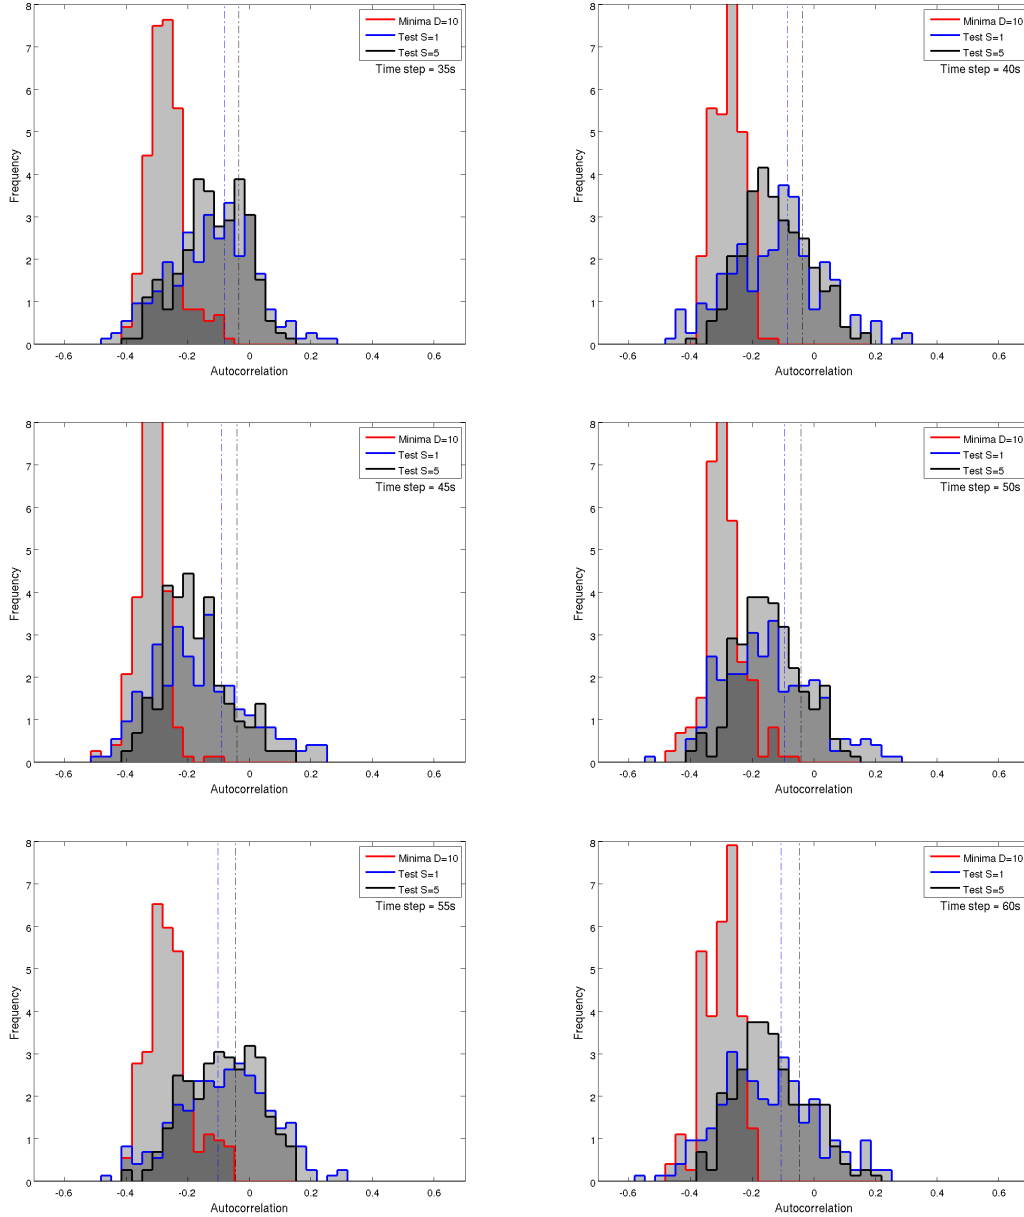 8
7
6
5
4
3
2
1
0
Frequency
-0.6 -0.4 -0.2 0 0.2 0.4 0.6
Autocorrelation
Minima D=10
Test S=1
Test S=5
Time step = 35s
8
7
6
5
4
3
2
1
0
Frequency
-0.6 -0.4 -0.2 0 0.2 0.4 0.6
Autocorrelation
Minima D=10
Test S=1
Test S=5
Time step = 40s
8
7
6
5
4
3
2
1
0
Frequency
-0.6 -0.4 -0.2 0 0.2 0.4 0.6
Autocorrelation
Minima D=10
Test S=1
Test S=5
Time step = 45s
8
7
6
5
4
3
2
1
0
Frequency
-0.6 -0.4 -0.2 0 0.2 0.4 0.6
Autocorrelation
Minima D=10
Test S=1
Test S=5
Time step = 50s
8
7
6
5
4
3
2
1
0
Frequency
-0.6 -0.4 -0.2 0 0.2 0.4 0.6
Autocorrelation
Minima D=10
Test S=1
Test S=5
Time step = 55s
8
7
6
5
4
3
2
1
0
Frequency
-0.6 -0.4 -0.2 0 0.2 0.4 0.6
Autocorrelation
Minima D=10
Test S=1
Test S=5
Time step = 60s